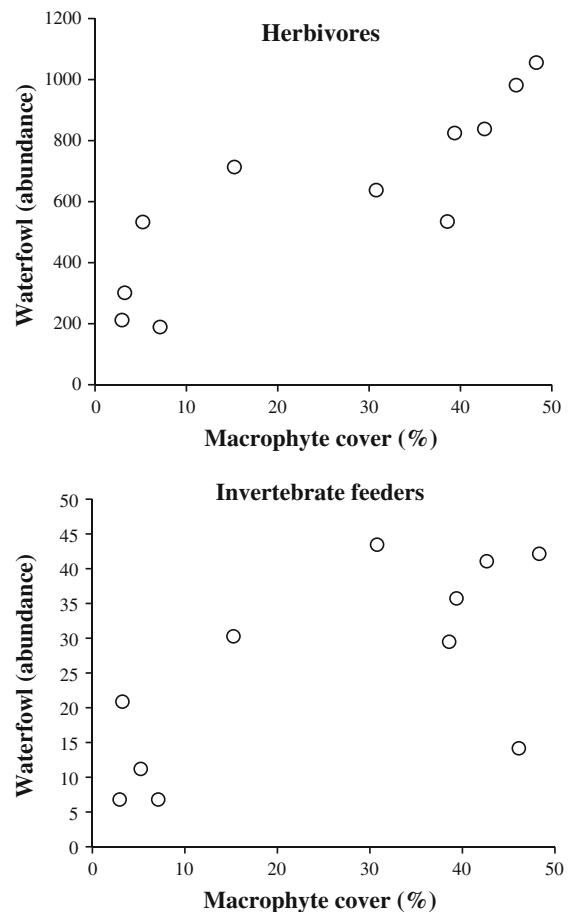 Herbivores
Waterfowl (abundance)
1200
1000
800
600
400
200
0
0 10 20 30 40 50
Macrophyte cover (%)
Invertebrate feeders
Waterfowl (abundance)
50
45
40
35
30
25
20
15
10
5
0
0 10 20 30 40 50
Macrophyte cover (%)